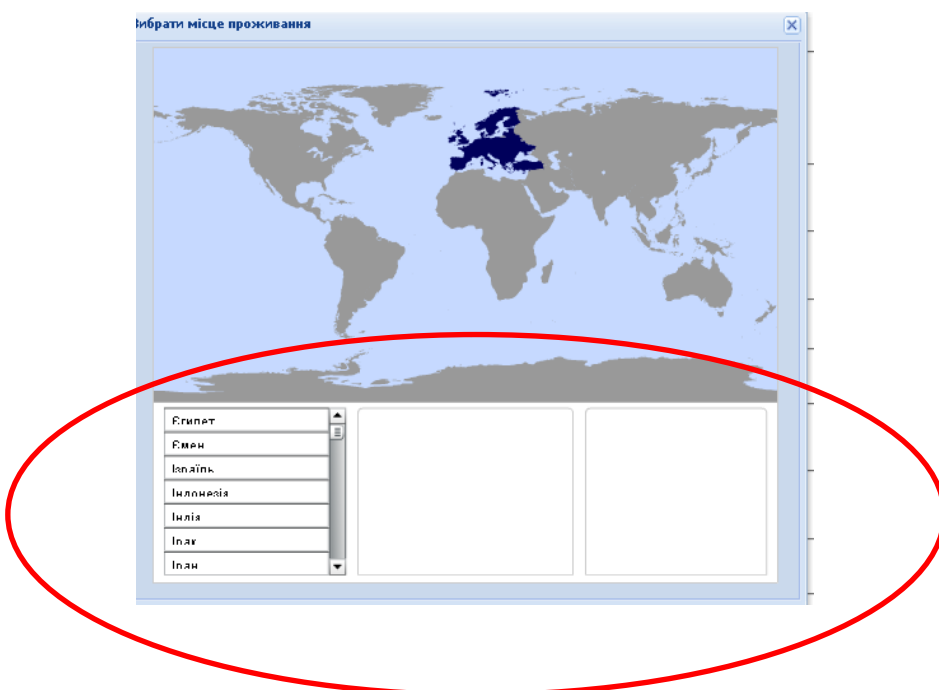 Вибрати місце проживання
Єгипет
Ємен
Ізраїль
Індонезія
Індія
Ірак
Іран